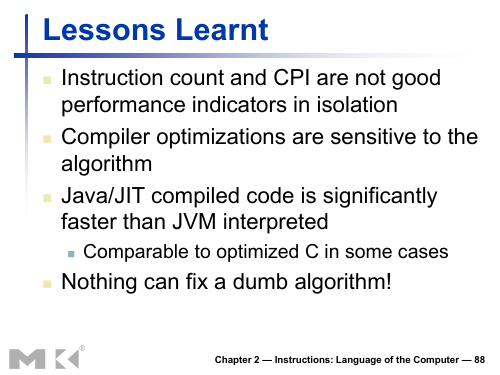 Lessons Learnt
Instruction count and CPI are not good
performance indicators in isolation
Compiler optimizations are sensitive to the
algorithm
Java/JIT compiled code is significantly
faster than JVM interpreted
Comparable to optimized C in some cases
Nothing can fix a dumb algorithm!
MK®
Chapter 2 — Instructions: Language of the Computer — 88